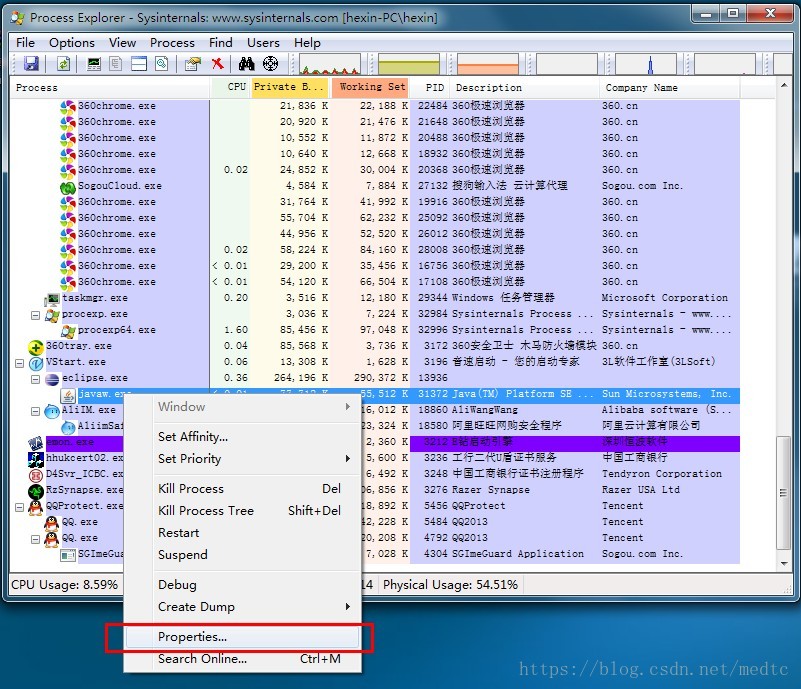 Process Explorer - Sysinternals: www.sysinternals.com [hexin-PC\hexin]
File Options View Process Find Users Help
Process CPU Private B... Working Set PID Description Company Name
360chrome.exe 21,836 K 22,188 K 22484 360极速浏览器 360.cn
360chrome.exe 20,920 K 21,476 K 21648 360极速浏览器 360.cn
360chrome.exe 10,552 K 11,872 K 20488 360极速浏览器 360.cn
360chrome.exe 10,640 K 12,668 K 18932 360极速浏览器 360.cn
360chrome.exe 0.02 24,852 K 30,004 K 20368 360极速浏览器 360.cn
SogouCloud.exe 4,584 K 7,884 K 27132 搜狗输入法 云计算代理 Sogou.com Inc.
360chrome.exe 31,764 K 41,992 K 19916 360极速浏览器 360.cn
360chrome.exe 55,704 K 62,232 K 25092 360极速浏览器 360.cn
360chrome.exe 44,956 K 52,520 K 26012 360极速浏览器 360.cn
360chrome.exe 0.02 58,224 K 84,160 K 28008 360极速浏览器 360.cn
360chrome.exe < 0.01 29,200 K 35,456 K 16756 360极速浏览器 360.cn
360chrome.exe < 0.01 54,120 K 66,504 K 17108 360极速浏览器 360.cn
taskmgr.exe 0.20 3,516 K 12,180 K 29344 Windows 任务管理器 Microsoft Corporation
procexp.exe 3,036 K 7,224 K 32984 Sysinternals Process ... Sysinternals - www....
procexp64.exe 1.60 85,456 K 97,048 K 32996 Sysinternals Process ... Sysinternals - www....
360tray.exe 0.04 85,568 K 3,736 K 3172 360安全卫士 木马防火墙模块 360.cn
VStart.exe 0.06 13,308 K 1,628 K 3196 音速启动 - 您的启动专家 3L软件工作室(3LSoft)
eclipse.exe 0.36 264,196 K 290,372 K 13936
javaw.exe 55,512 K 31372 Java(TM) Platform SE ... Sun Microsystems, Inc.
AliIM.exe 16,012 K 18860 AliWangWang Alibaba software (S...
AliimSaf 23,324 K 18580 阿里旺旺网购安全程序 阿里云计算有限公司
emon.exe 2,360 K 3212 E钻启动引擎 深圳恒波软件
hhukcert02.ex 5,600 K 3236 工行二代U盾证书服务 中国工商银行
D4Svr_ICBC.ex 6,492 K 3248 中国工商银行证书注册程序 Tendyron Corporation
RzSynapse.exe 06,856 K 3276 Razer Synapse Razer USA Ltd
QQProtect.exe 18,892 K 5456 QQProtect Tencent
QQ.exe 42,228 K 5484 QQ2013 Tencent
QQ.exe 42,208 K 4792 QQ2013 Tencent
SGImeGua 7,028 K 4304 SGImeGuard Application Sogou.com Inc.
Window
Set Affinity...
Set Priority
Kill Process Del
Kill Process Tree Shift+Del
Restart
Suspend
Debug
Create Dump
Properties...
Search Online... Ctrl+M
CPU Usage: 8.59% 14 Physical Usage: 54.51%
https://blog.csdn.net/medtc